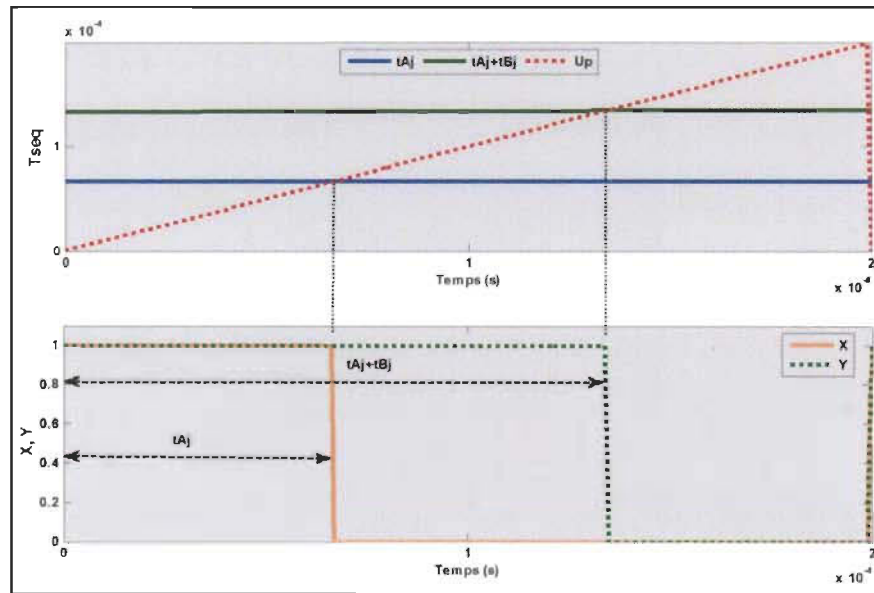 x 10⁻⁴
tAj tAj+tBj Up
Tseq
1
0
0 1 2
Temps (s)
x 10⁻⁴
X
Y
X, Y
1
0.8
0.6
0.4
0.2
0
tAj+tBj
tAj
0 1 2
Temps (s)
x 10⁻⁴